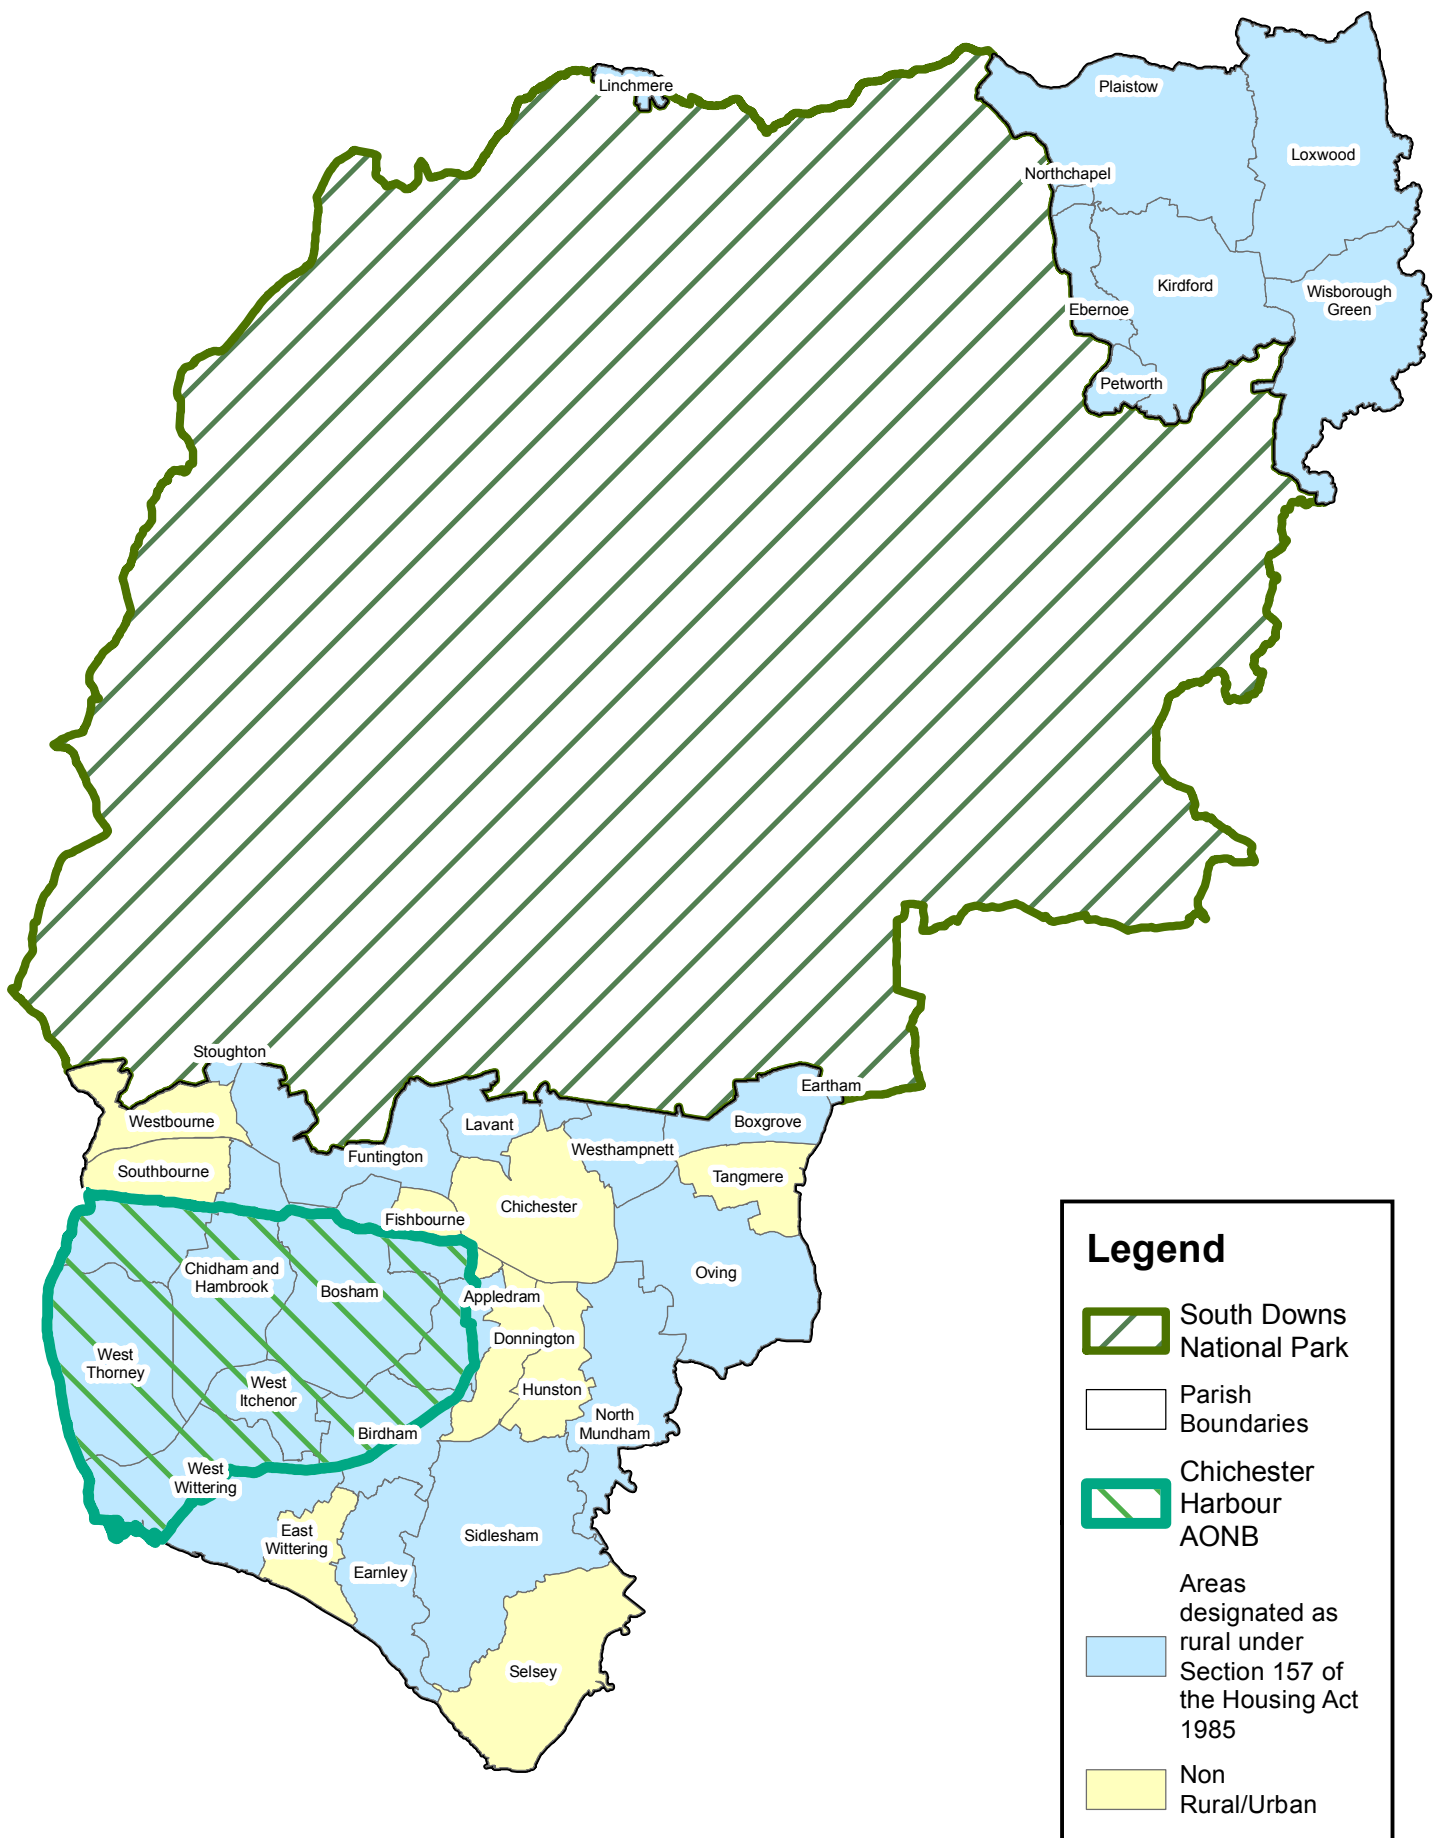 Linchmere
Plaistow
Loxwood
Northchapel
Kirdford
Wisborough
Green
Ebernoe
Petworth
Stoughton
Eartham
Westbourne
Lavant
Boxgrove
Funtington
Westhampnett
Southbourne
Tangmere
Chichester
Fishbourne
Chidham and
Hambrook
Bosham
Oving
Appledram
Donnington
West
Thorney
West
Itchenor
Hunston
North
Mundham
Birdham
West
Wittering
East
Wittering
Sidlesham
Earnley
Selsey
Legend
South Downs
National Park
Parish
Boundaries
Chichester
Harbour
AONB
Areas
designated as
rural under
Section 157 of
the Housing Act
1985
Non
Rural/Urban